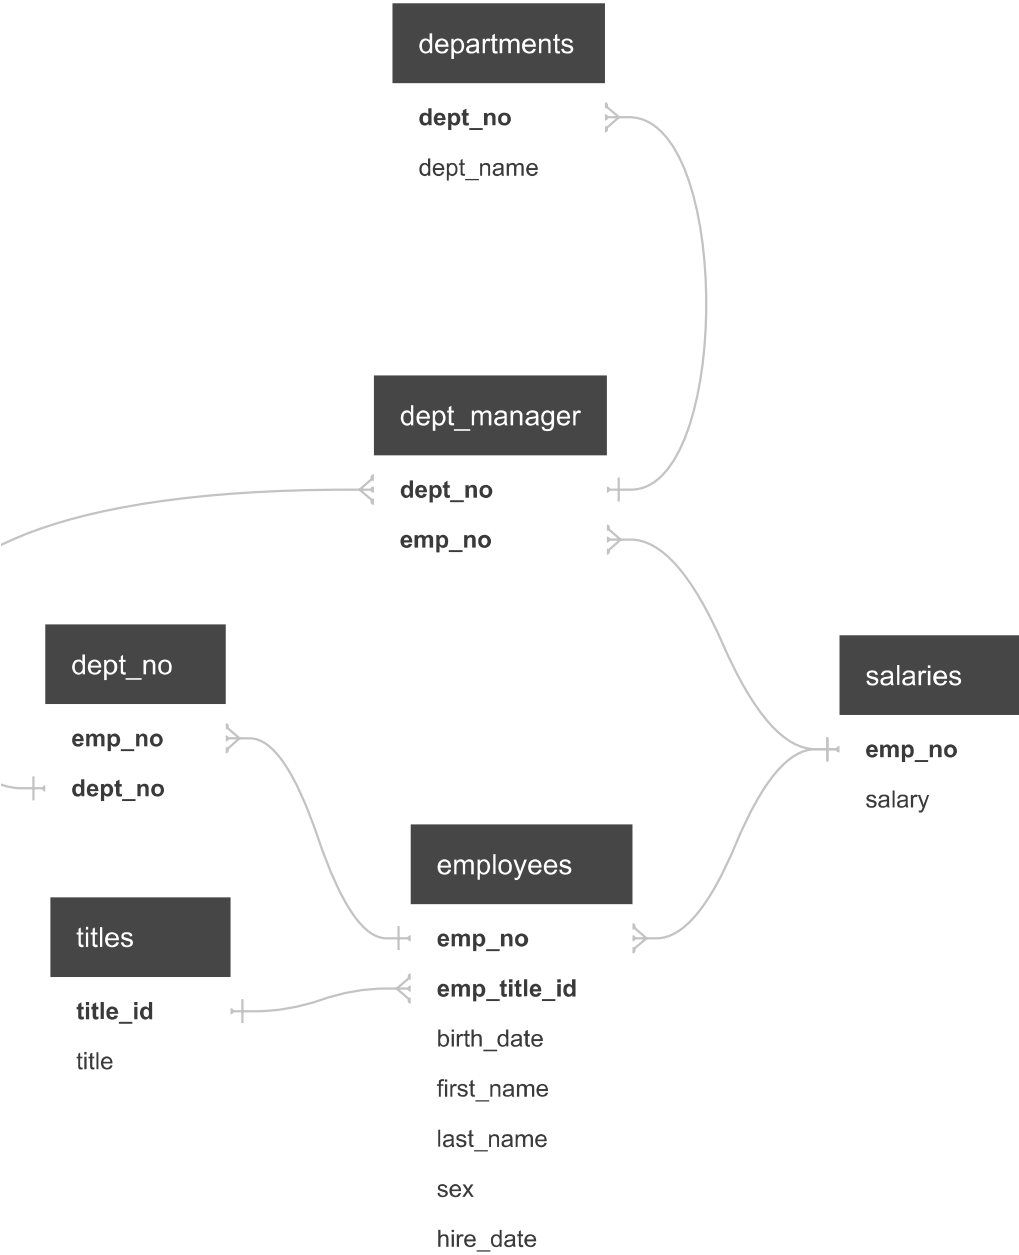 departments
dept_no
dept_name
dept_manager
dept_no
emp_no
dept_no
emp_no
dept_no
salaries
emp_no
salary
employees
emp_no
emp_title_id
birth_date
first_name
last_name
sex
hire_date
titles
title_id
title